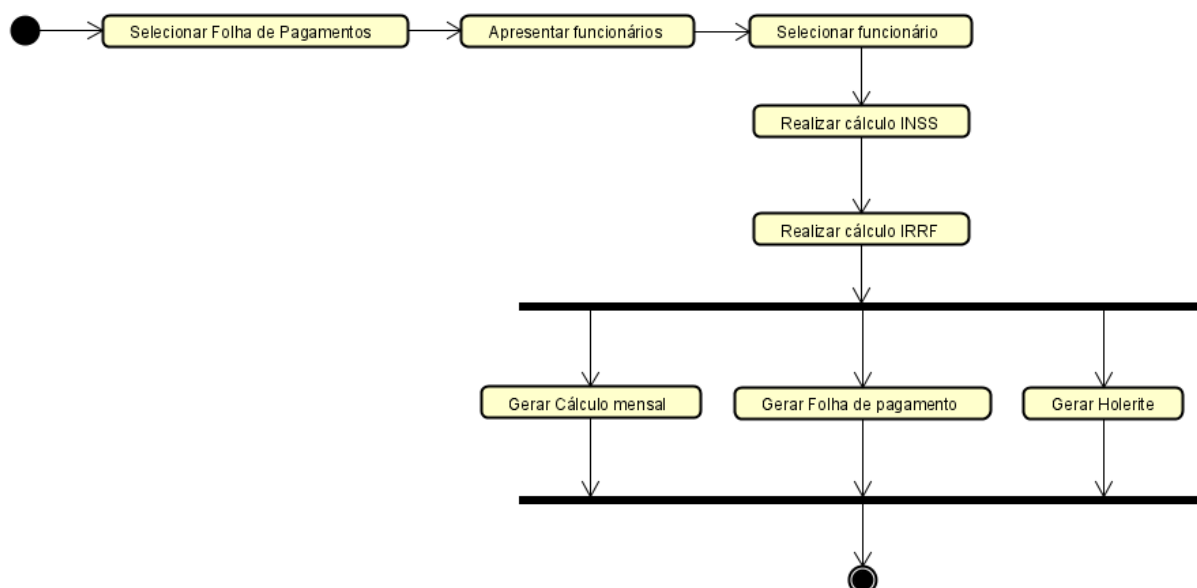 Selecionar Folha de Pagamentos
Apresentar funcionários
Selecionar funcionário
Realizar cálculo INSS
Realizar cálculo IRRF
Gerar Cálculo mensal
Gerar Folha de pagamento
Gerar Holerite